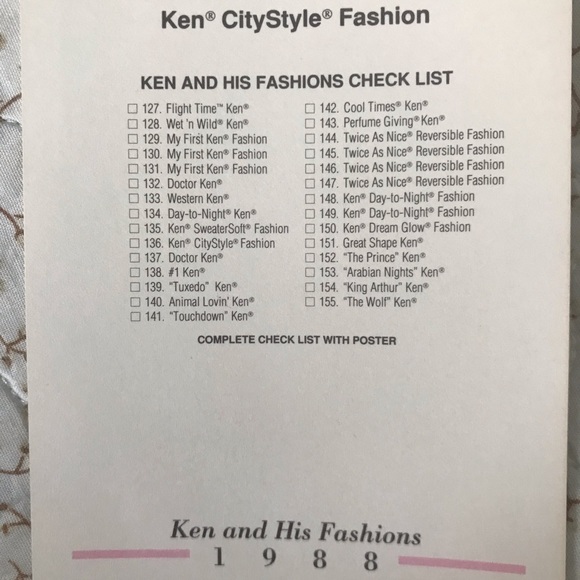 Ken® CityStyle® Fashion
KEN AND HIS FASHIONS CHECK LIST
127. Flight Time™ Ken®
128. Wet 'n Wild® Ken®
129. My First Ken® Fashion
130. My First Ken® Fashion
131. My First Ken® Fashion
132. Doctor Ken®
133. Western Ken®
134. Day-to-Night® Ken®
135. Ken® SweaterSoft® Fashion
136. Ken® CityStyle® Fashion
137. Doctor Ken®
138. #1 Ken®
139. "Tuxedo" Ken®
140. Animal Lovin' Ken®
141. "Touchdown" Ken®
142. Cool Times® Ken®
143. Perfume Giving® Ken®
144. Twice As Nice® Reversible Fashion
145. Twice As Nice® Reversible Fashion
146. Twice As Nice® Reversible Fashion
147. Twice As Nice® Reversible Fashion
148. Ken® Day-to-Night® Fashion
149. Ken® Day-to-Night® Fashion
150. Ken® Dream Glow® Fashion
151. Great Shape Ken®
152. "The Prince" Ken®
153. "Arabian Nights" Ken®
154. "King Arthur" Ken®
155. "The Wolf" Ken®
COMPLETE CHECK LIST WITH POSTER
Ken and His Fashions
1988